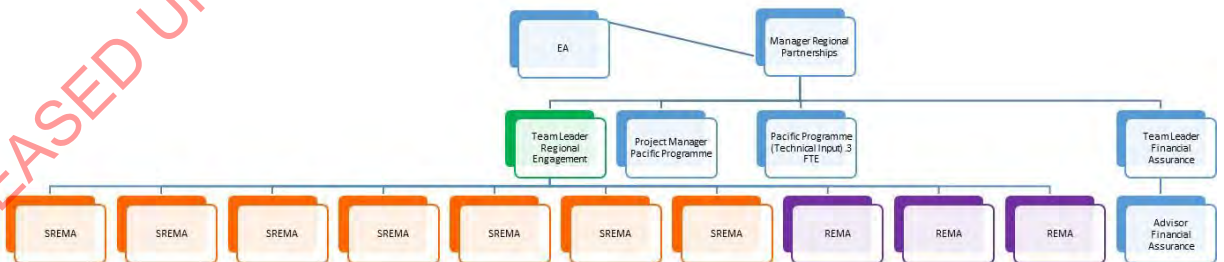 EASED U
EA
Manager Regional
Partnerships
Team Leader
Regional
Engagement
Project Manager
Pacific Programme
Pacific Programme
(Technical Input) .3
FTE
Team Leader
Financial
Assurance
SREMA
SREMA
SREMA
SREMA
SREMA
SREMA
SREMA
REMA
REMA
REMA
Advisor
Financial
Assurance